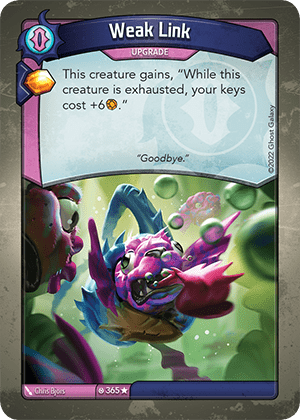 Weak Link
UPGRADE
This creature gains, “While this
creature is exhausted, your keys
cost +6.”
“Goodbye.”
©2022 Ghost Galaxy
Chris Bjors
365★